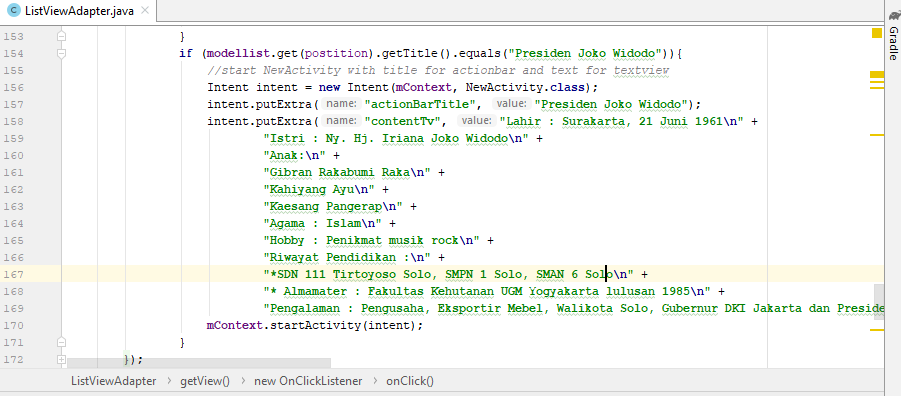 ListViewAdapter.java
Gradle
153 }
154 if (modellist.get(postition).getTitle().equals("Presiden Joko Widodo")){
155 //start NewActivity with title for actionbar and text for textview
156 Intent intent = new Intent(mContext, NewActivity.class);
157 intent.putExtra( name: "actionBarTitle", value: "Presiden Joko Widodo");
158 intent.putExtra( name: "contentTv", value: "Lahir : Surakarta, 21 Juni 1961\n" +
159 "Istri : Ny. Hj. Iriana Joko Widodo\n" +
160 "Anak:\n" +
161 "Gibran Rakabumi Raka\n" +
162 "Kahiyang Ayu\n" +
163 "Kaesang Pangerap\n" +
164 "Agama : Islam\n" +
165 "Hobby : Penikmat musik rock\n" +
166 "Riwayat Pendidikan :\n" +
167 "*SDN 111 Tirtoyoso Solo, SMPN 1 Solo, SMAN 6 Solo\n" +
168 "* Almamater : Fakultas Kehutanan UGM Yogyakarta lulusan 1985\n" +
169 "Pengalaman : Pengusaha, Eksportir Mebel, Walikota Solo, Gubernur DKI Jakarta dan Preside
170 mContext.startActivity(intent);
171 }
172 });
ListViewAdapter › getView() › new OnClickListener › onClick()